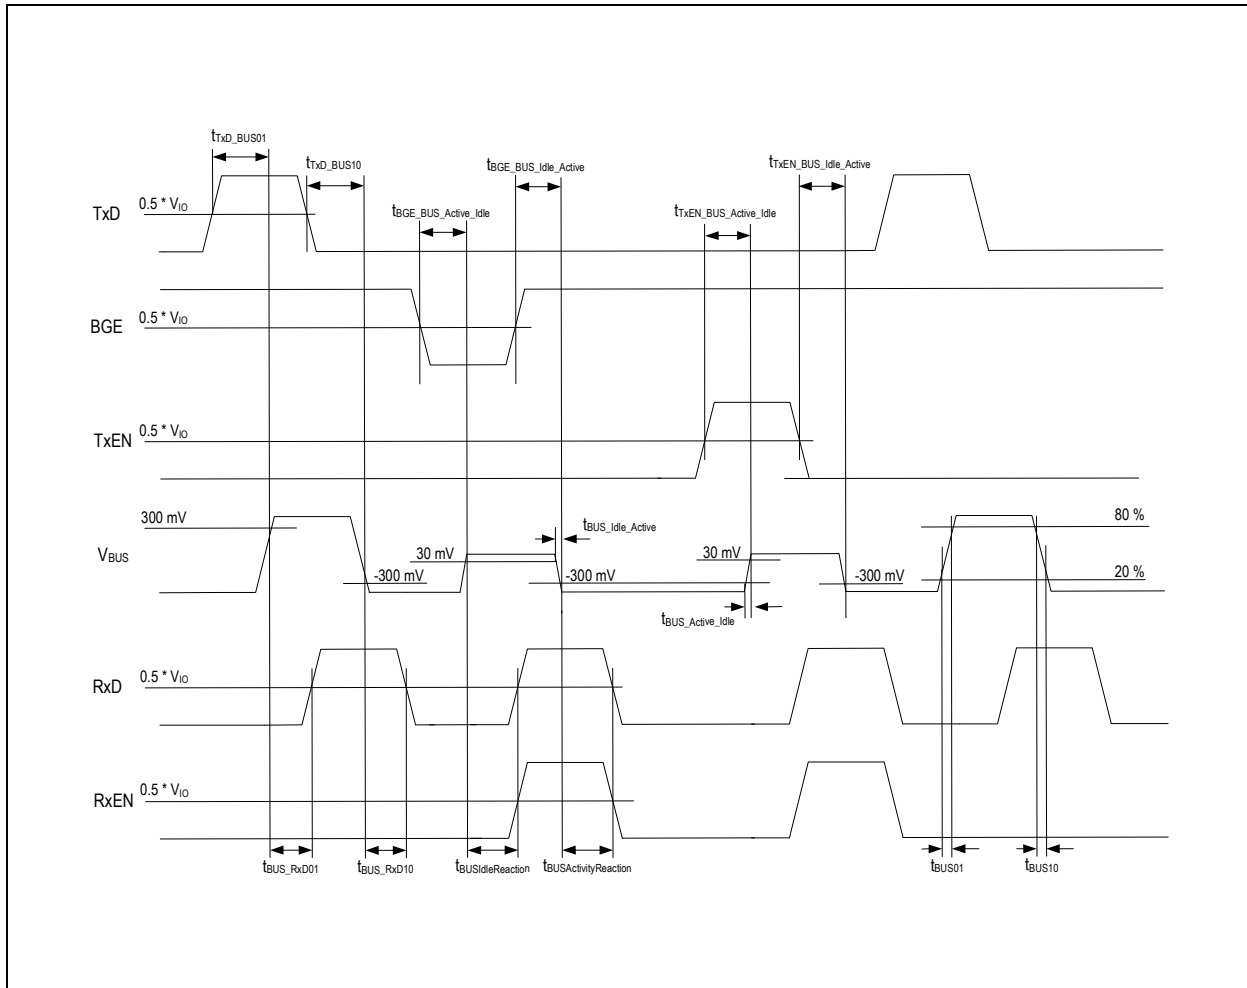 tTxD_BUS01
tTxD_BUS10
tBGE_BUS_Idle_Active
tTxEN_BUS_Idle_Active
tBGE_BUS_Active_Idle
tTxEN_BUS_Active_Idle
TxD 0.5 * VIO
BGE 0.5 * VIO
TxEN 0.5 * VIO
300 mV
tBUS_Idle_Active
80 %
VBUS
30 mV
30 mV
-300 mV
-300 mV
-300 mV
20 %
tBUS_Active_Idle
RxD 0.5 * VIO
RxEN 0.5 * VIO
tBUS_RxD01
tBUS_RxD10
tBUSIdleReaction
tBUSActivityReaction
tBUS01
tBUS10